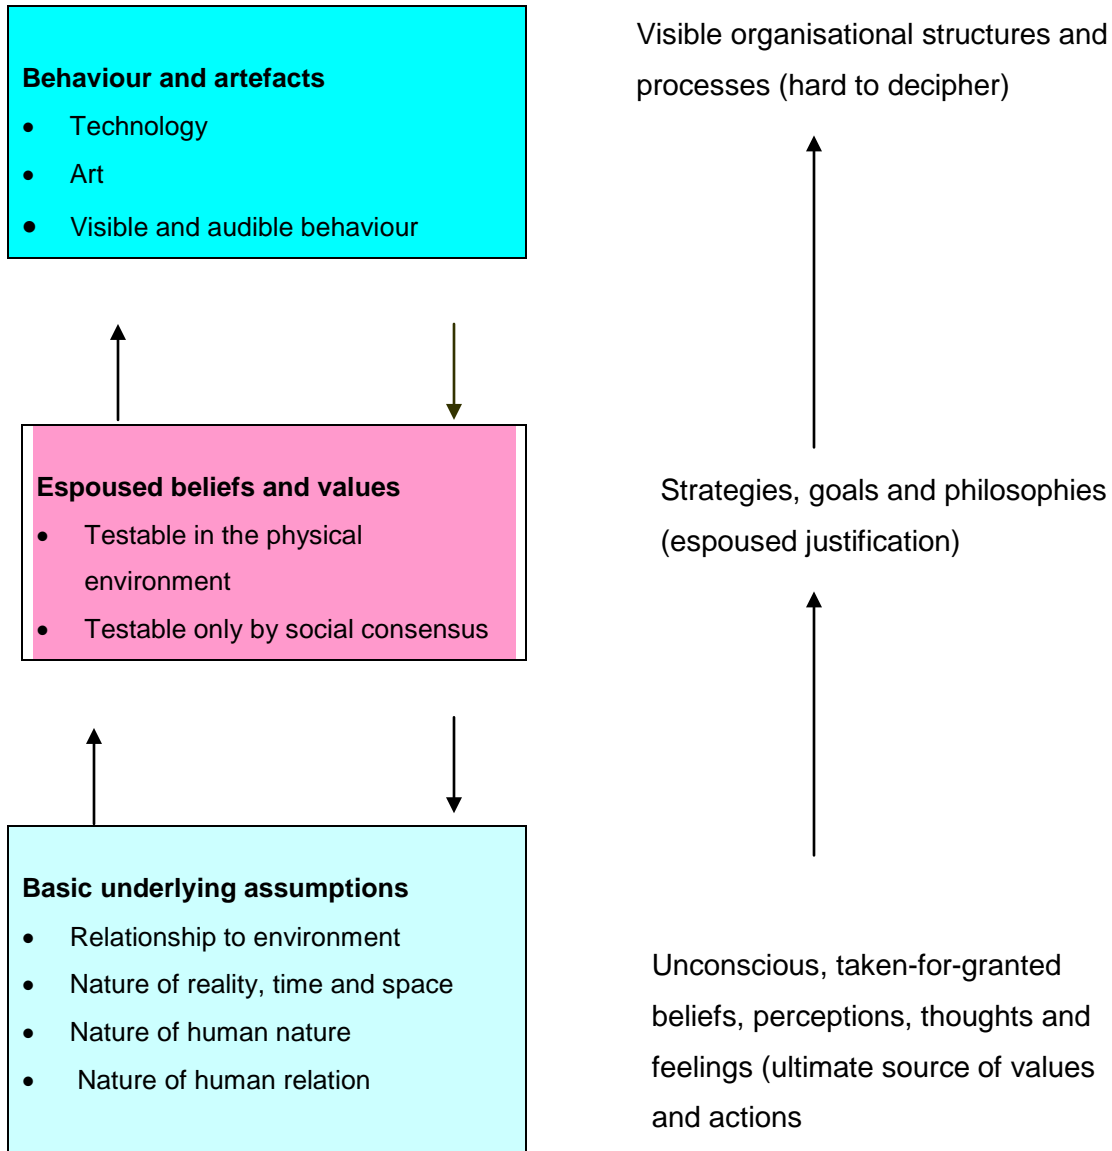 Visible organisational structures and
processes (hard to decipher)
Behaviour and artefacts
• Technology
• Art
• Visible and audible behaviour
Espoused beliefs and values
• Testable in the physical
environment
• Testable only by social consensus
Strategies, goals and philosophies
(espoused justification)
Basic underlying assumptions
• Relationship to environment
• Nature of reality, time and space
• Nature of human nature
• Nature of human relation
Unconscious, taken-for-granted
beliefs, perceptions, thoughts and
feelings (ultimate source of values
and actions